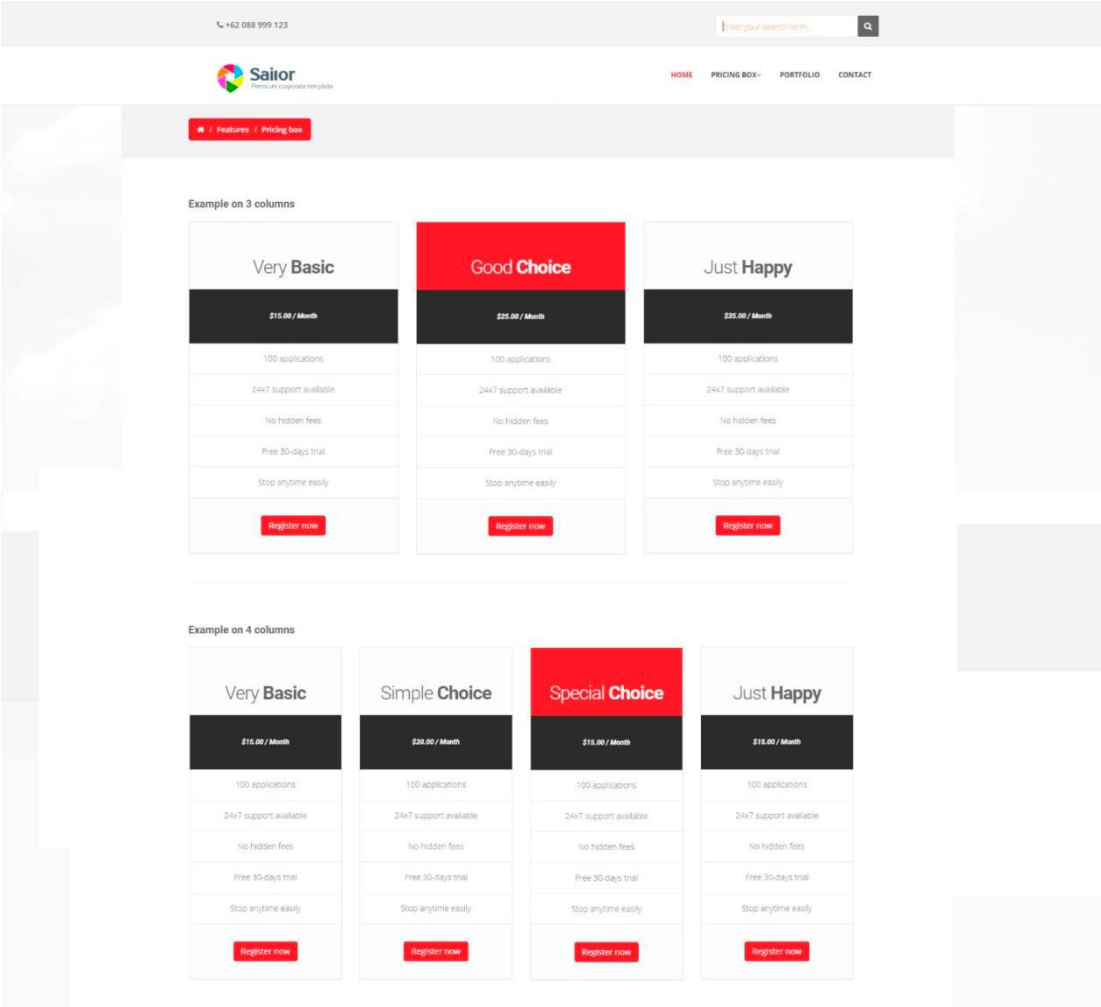 +62 088 999 123
Enter your search term...
Sailor
Premium corporate template
HOME PRICING BOX PORTFOLIO CONTACT
/ Features / Pricing box
Example on 3 columns
Very Basic
$15.00 / Month
100 applications
24x7 support available
No hidden fees
Free 30-days trial
Stop anytime easily
Register now
Good Choice
$25.00 / Month
100 applications
24x7 support available
No hidden fees
Free 30-days trial
Stop anytime easily
Register now
Just Happy
$35.00 / Month
100 applications
24x7 support available
No hidden fees
Free 30-days trial
Stop anytime easily
Register now
Example on 4 columns
Very Basic
$15.00 / Month
100 applications
24x7 support available
No hidden fees
Free 30-days trial
Stop anytime easily
Register now
Simple Choice
$20.00 / Month
100 applications
24x7 support available
No hidden fees
Free 30-days trial
Stop anytime easily
Register now
Special Choice
$15.00 / Month
100 applications
24x7 support available
No hidden fees
Free 30-days trial
Stop anytime easily
Register now
Just Happy
$15.00 / Month
100 applications
24x7 support available
No hidden fees
Free 30-days trial
Stop anytime easily
Register now